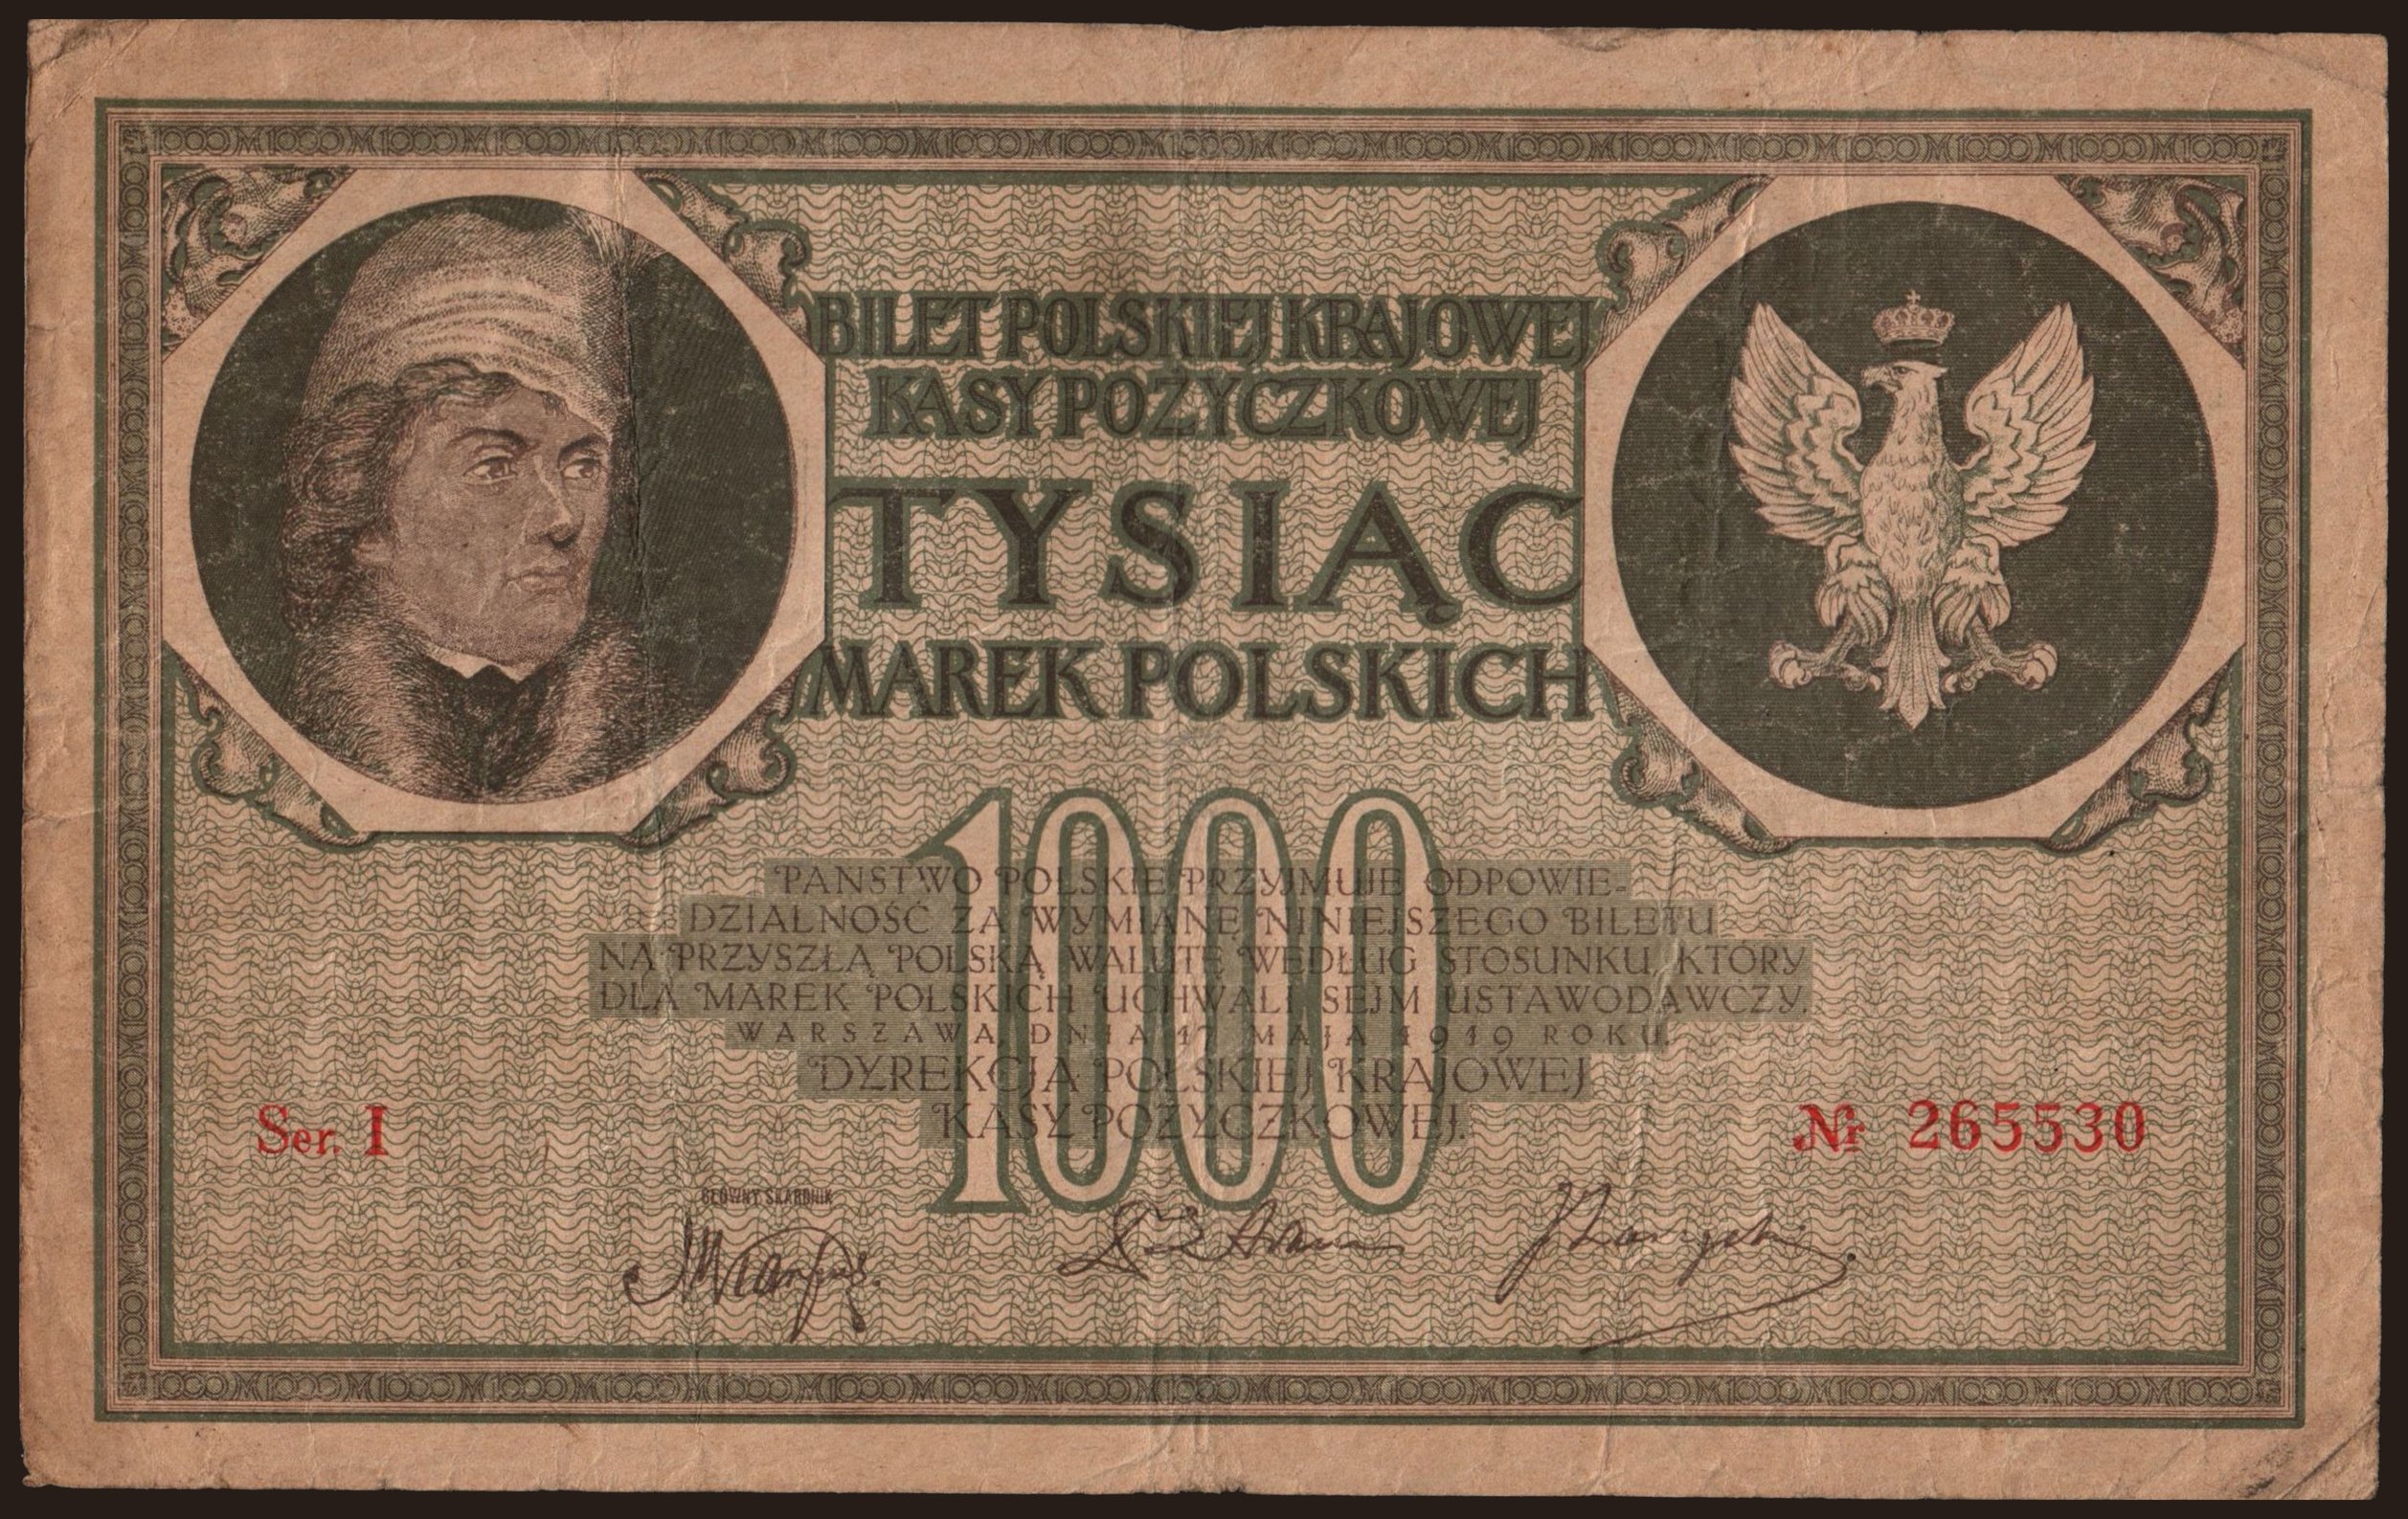 BILET POLSKIEJ KRAJOWEJ
KASY POŻYCZKOWEJ
TYSIĄC
MAREK POLSKICH
1000
PAŃSTWO POLSKIE PRZYJMUJE ODPOWIE-
DZIALNOŚĆ ZA WYMIANĘ NINIEJSZEGO BILETU
NA PRZYSZŁĄ POLSKĄ WALUTĘ WEDŁUG STOSUNKU, KTÓRY
DLA MAREK POLSKICH UCHWALI SEJM USTAWODAWCZY.
WARSZAWA, DNIA 17 MAJA 1919 ROKU.
DYREKCJA POLSKIEJ KRAJOWEJ
KASY POŻYCZKOWEJ.
Ser. I
Nr 265530
GŁÓWNY SKARBNIK